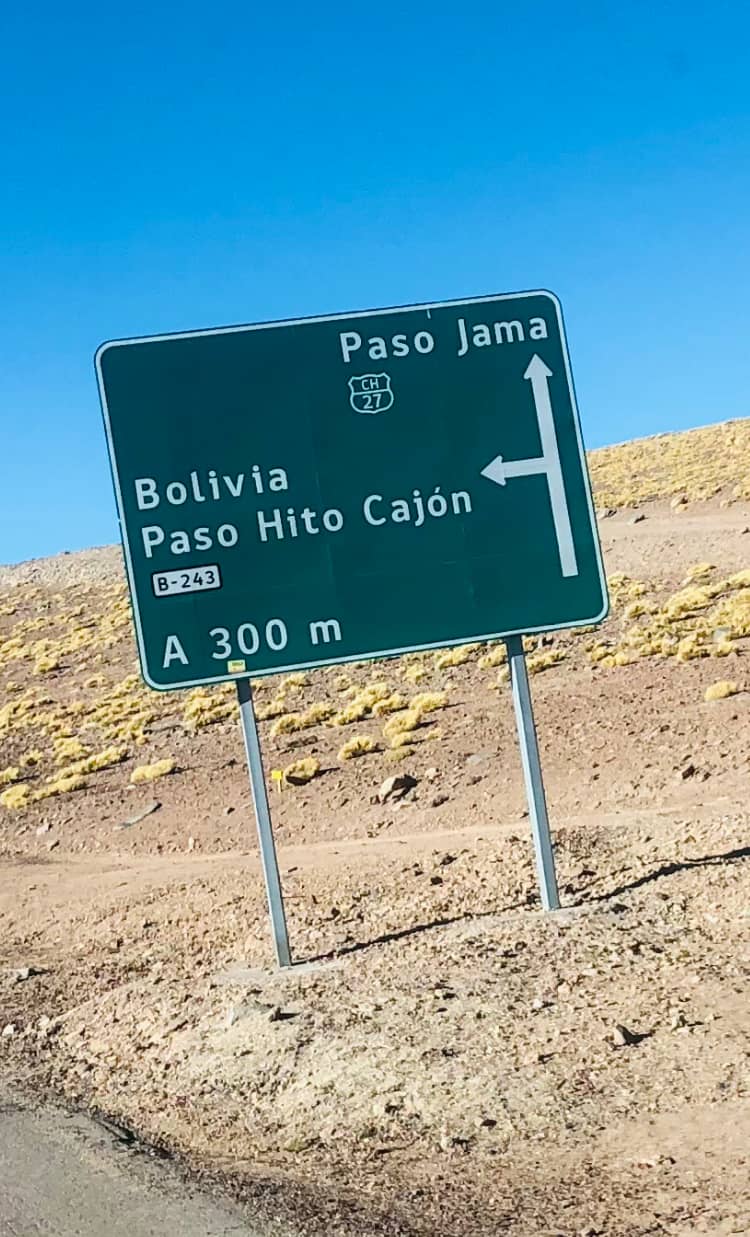 Paso Jama
CH
27
Bolivia
Paso Hito Cajón
B-243
A 300 m